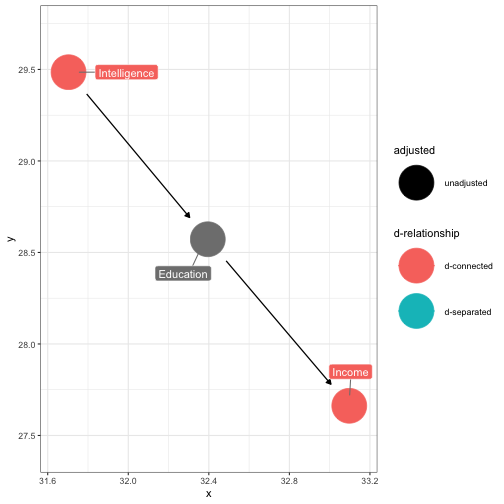 29.5
29.0
28.5
28.0
27.5
y
31.6
32.0
32.4
32.8
33.2
x
Intelligence
Education
Income
adjusted
unadjusted
d-relationship
d-connected
d-separated